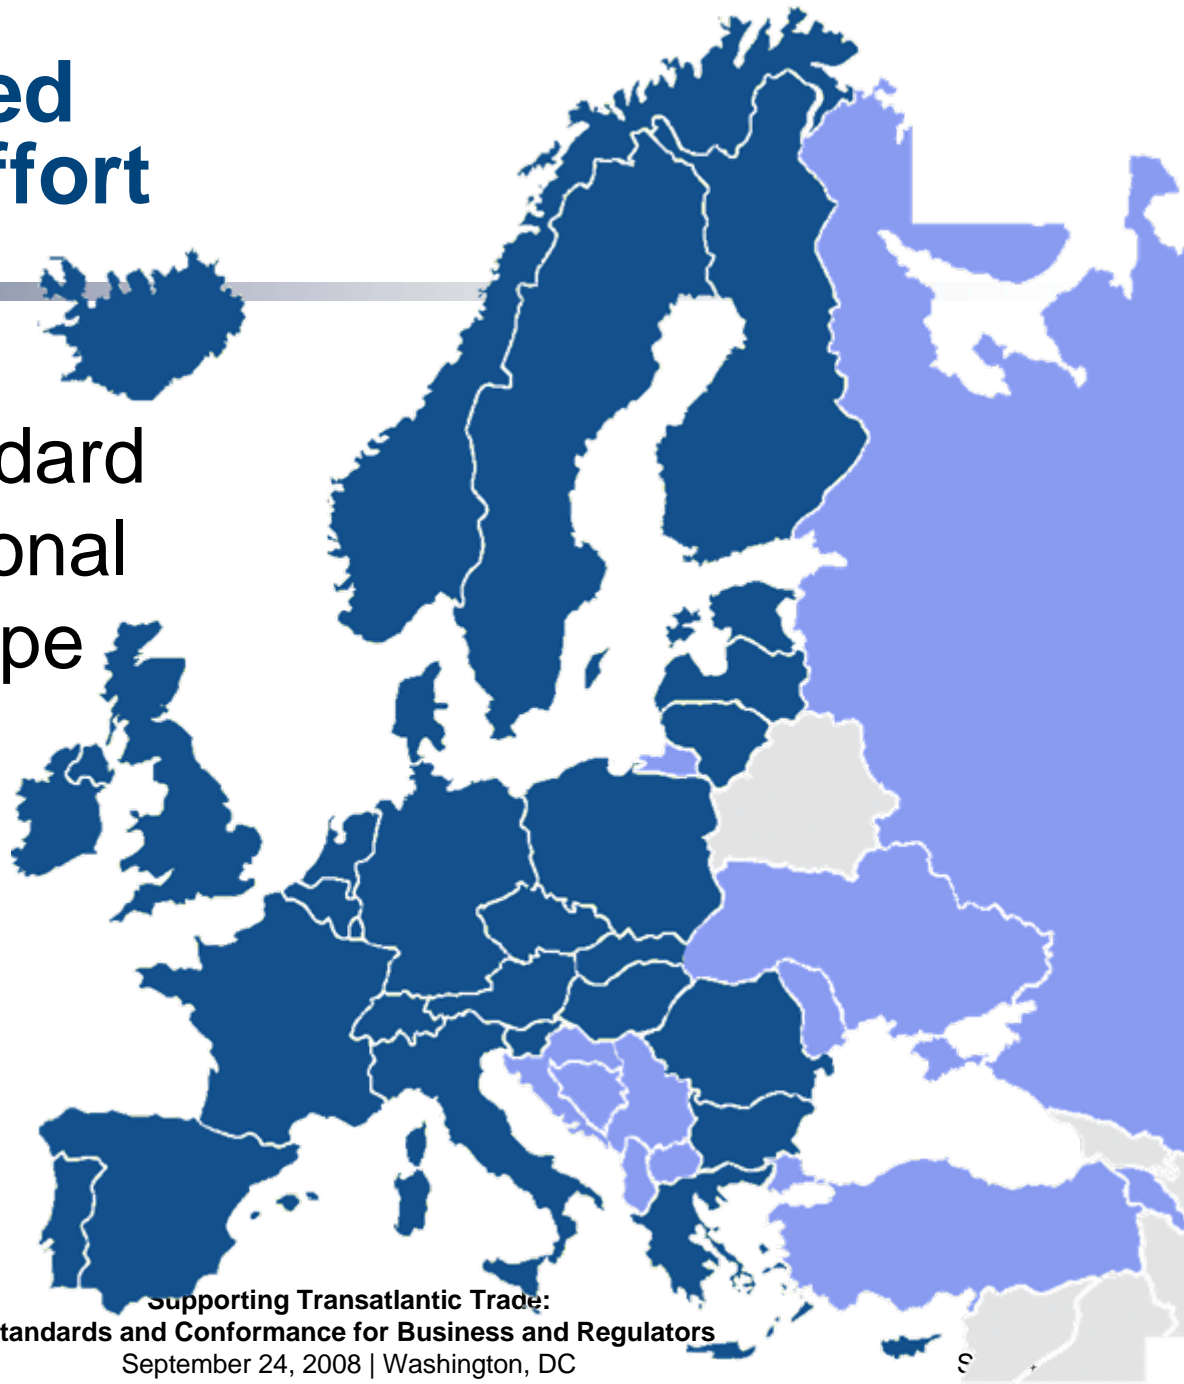 ed
ffort
dard
onal
pe
Supporting Transatlantic Trade:
tandards and Conformance for Business and Regulators
September 24, 2008 | Washington, DC
S